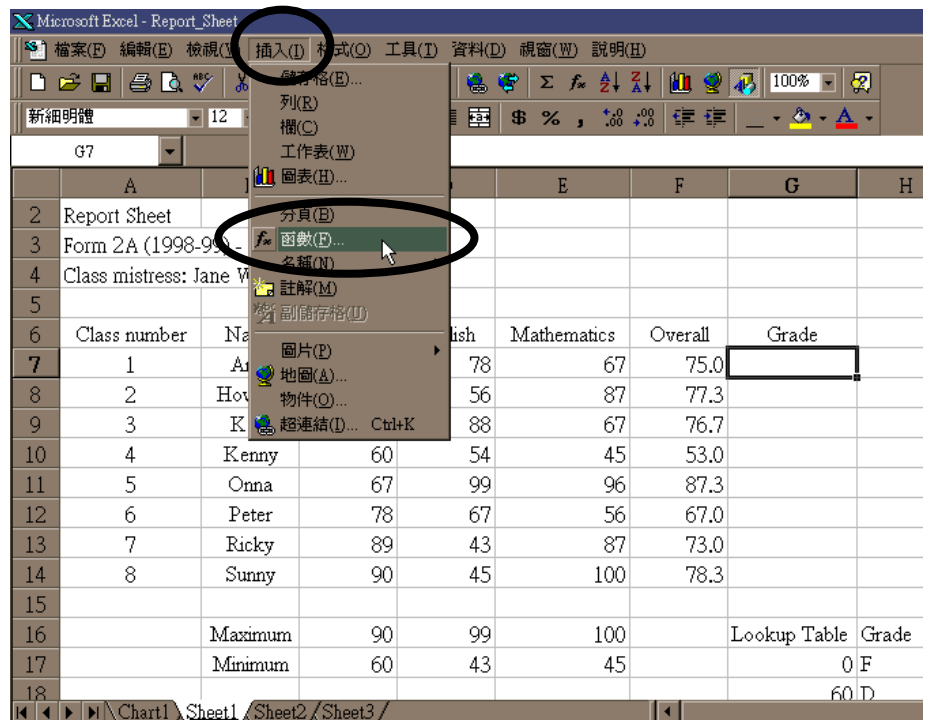 Microsoft Excel - Report_Sheet
檔案(F) 編輯(E) 檢視(V) 插入(I) 格式(O) 工具(T) 資料(D) 視窗(W) 說明(H)
100%
新細明體 12
G7
儲存格(E)...
列(R)
欄(C)
工作表(W)
圖表(H)...
分頁(B)
函數(F)...
名稱(N)
註解(M)
副儲存格(U)
圖片(P)
地圖(A)...
物件(O)...
超連結(I)... Ctrl+K
A E F G H
2 Report Sheet
3 Form 2A (1998-99) -
4 Class mistress: Jane W
5
6 Class number Overall Mathematics Grade
7 1 78 67 75.0
8 2 56 87 77.3
9 3 K 88 67 76.7
10 4 Kenny 60 54 45 53.0
11 5 Onna 67 99 96 87.3
12 6 Peter 78 67 56 67.0
13 7 Ricky 89 43 87 73.0
14 8 Sunny 90 45 100 78.3
15
16 Maximum 90 99 100 Lookup Table Grade
17 Minimum 60 43 45 0 F
18 60 D
Chart1 Sheet1 Sheet2 Sheet3